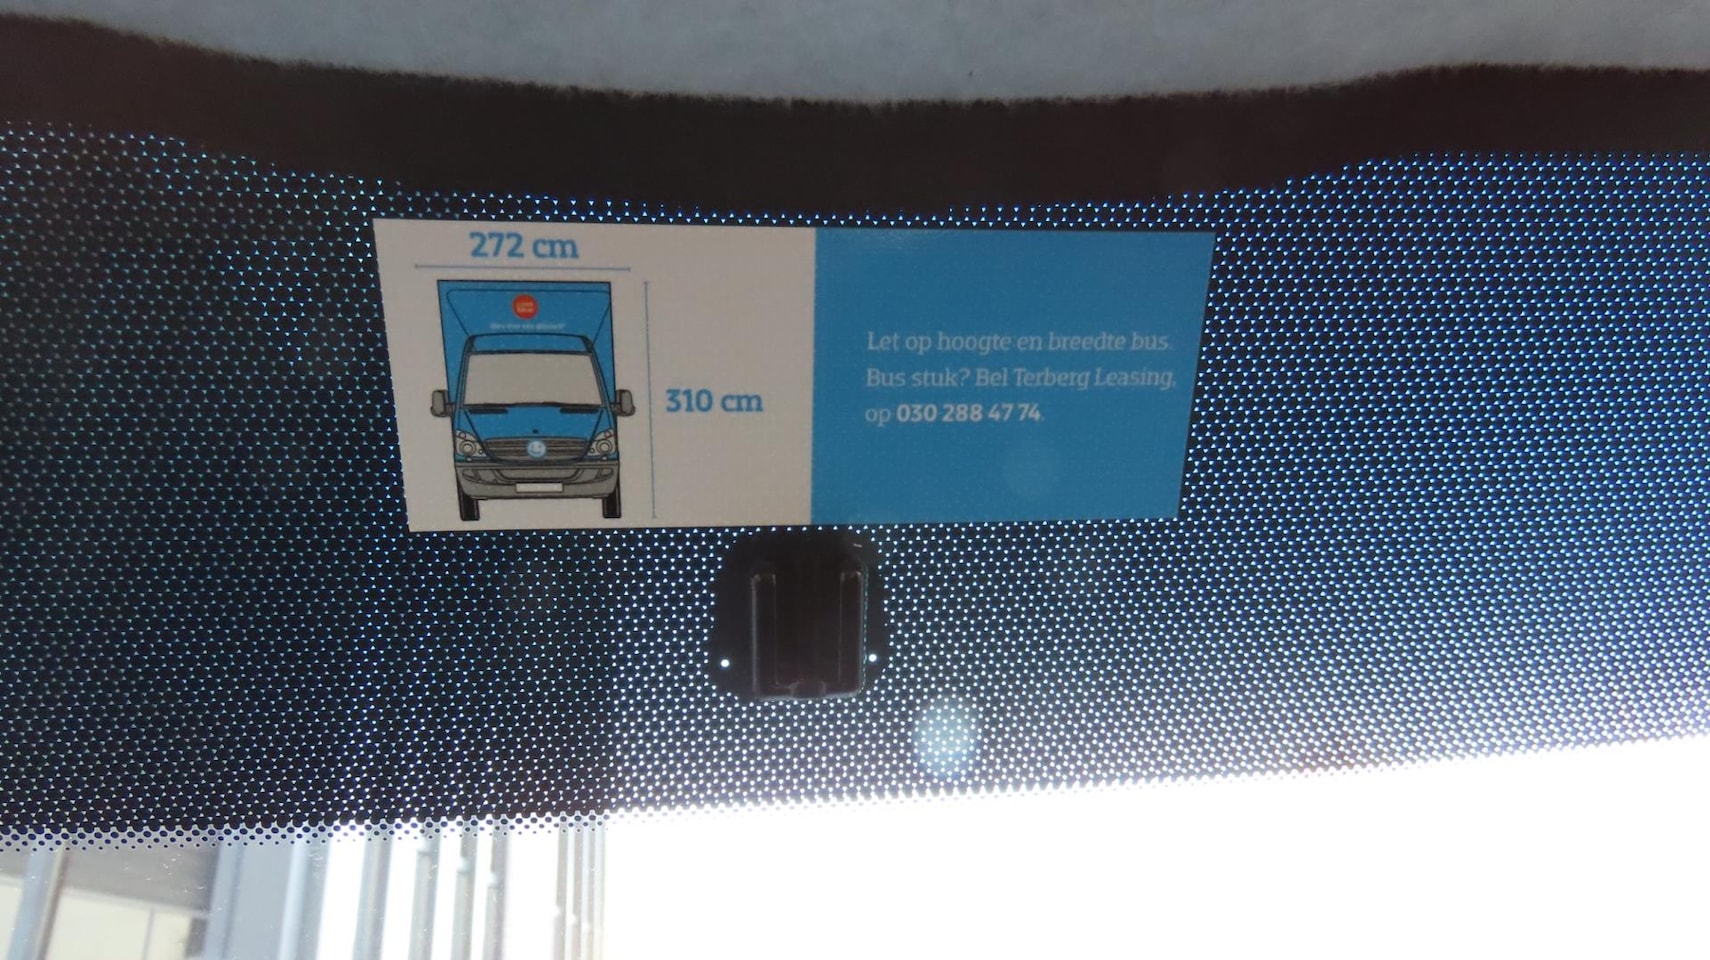 272 cm
310 cm
Let op hoogte en breedte bus.
Bus stuk? Bel Terberg Leasing,
op 030 288 47 74.